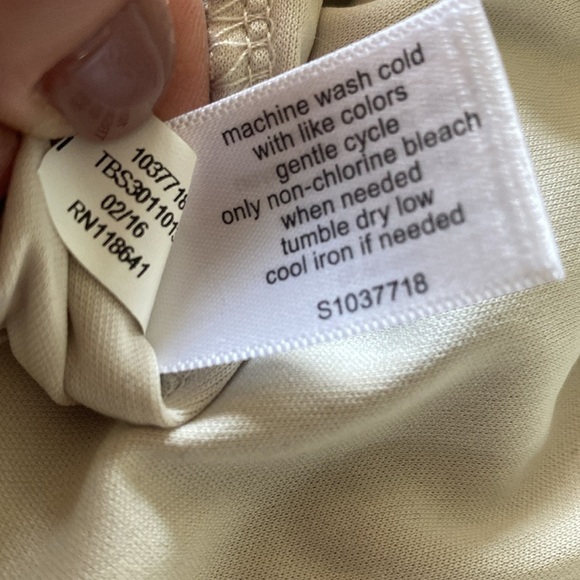 1037718
02/16
RN118641
machine wash cold
with like colors
gentle cycle
only non-chlorine bleach
when needed
tumble dry low
cool iron if needed
S1037718